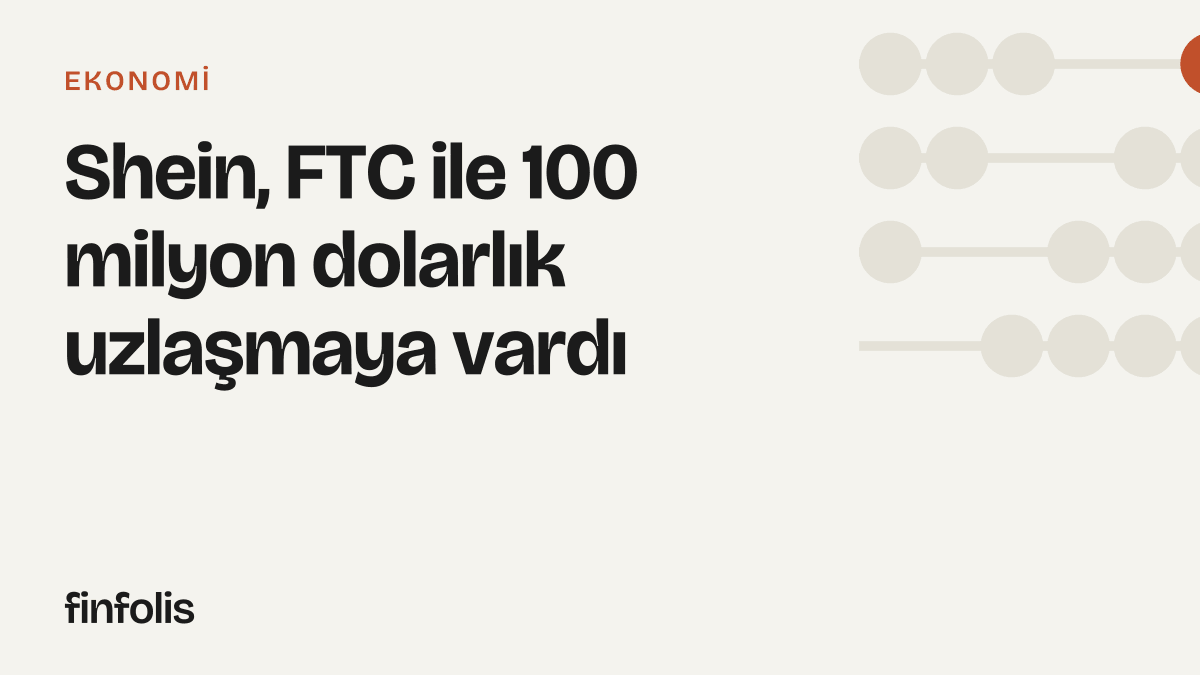 EKONOMİ
Shein, FTC ile 100
milyon dolarlık
uzlaşmaya vardı
finfolis